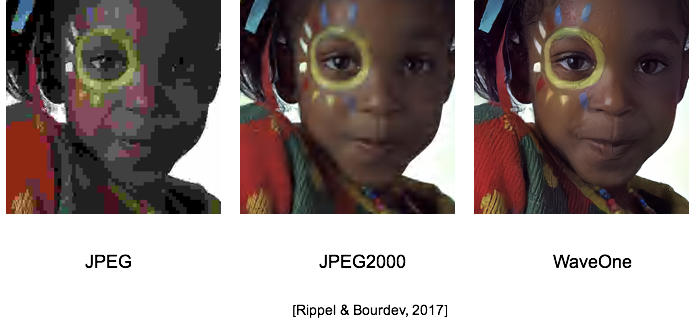 JPEG
JPEG2000
WaveOne
[Rippel & Bourdev, 2017]